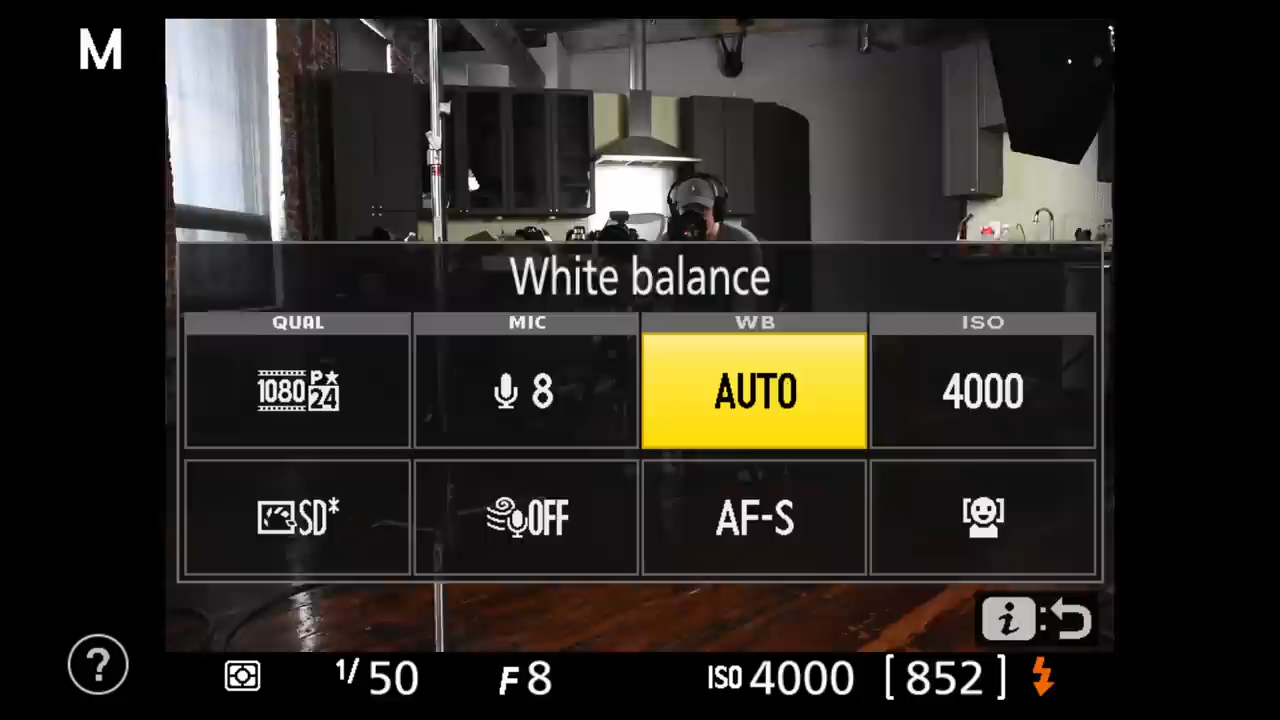 M
White balance
QUAL MIC WB ISO
1080 P★ 24 8 AUTO 4000
SD* OFF AF-S
i :
? 1/50 F8 ISO 4000 [852]